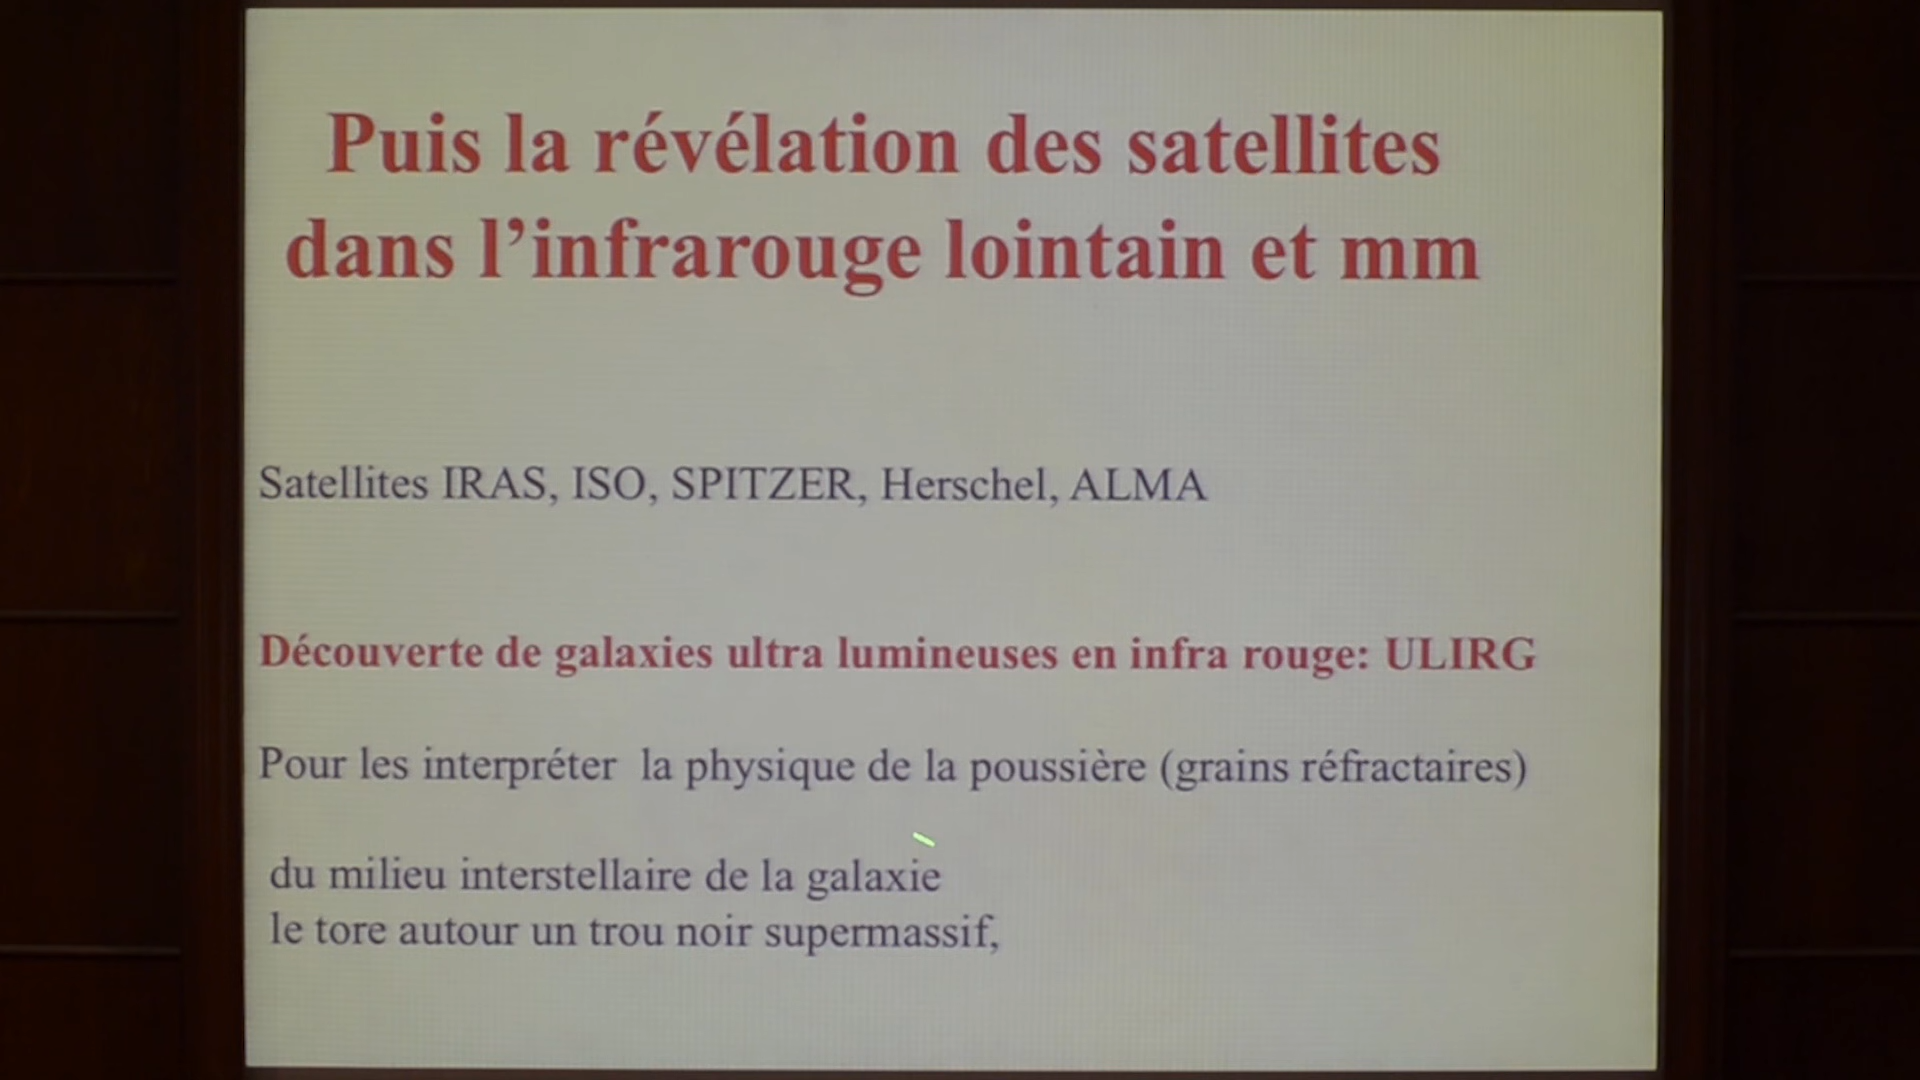 Puis la révélation des satellites
dans l’infrarouge lointain et mm
Satellites IRAS, ISO, SPITZER, Herschel, ALMA
Découverte de galaxies ultra lumineuses en infra rouge: ULIRG
Pour les interpréter la physique de la poussière (grains réfractaires)
du milieu interstellaire de la galaxie
le tore autour un trou noir supermassif,